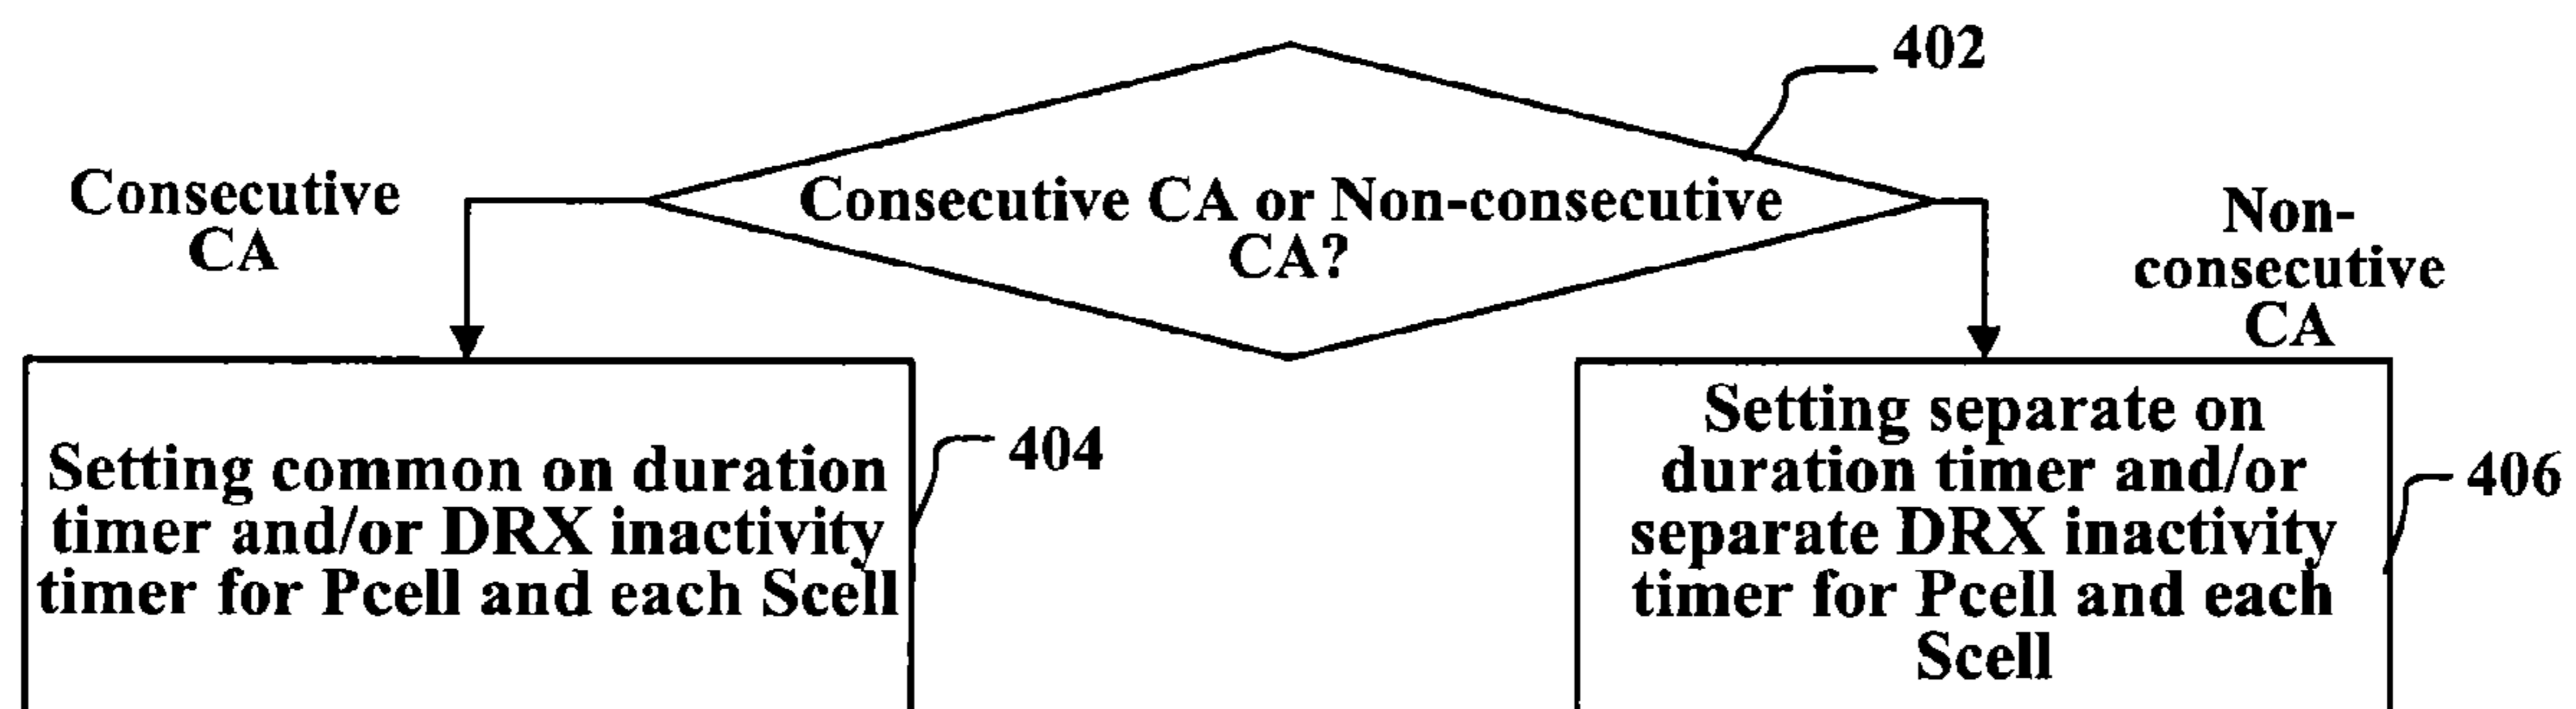 402
Consecutive
CA
Consecutive CA or Non-consecutive
CA?
Non-
consecutive
CA
Setting common on duration
timer and/or DRX inactivity
timer for Pcell and each Scell
404
Setting separate on
duration timer and/or
separate DRX inactivity
timer for Pcell and each
Scell
406